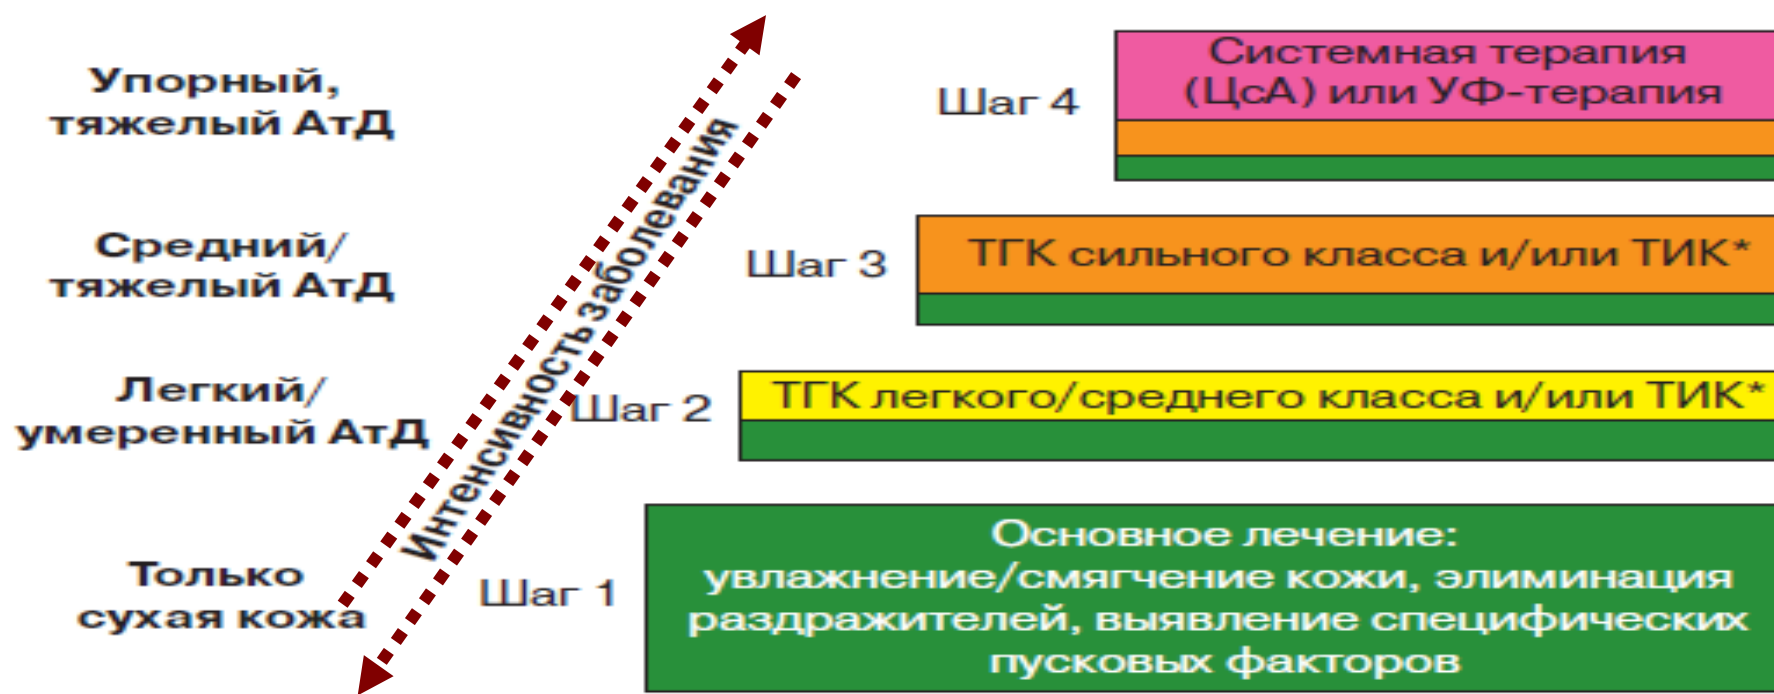 Упорный,
тяжелый АтД
Шаг 4
Системная терапия
(ЦсА) или УФ-терапия
Средний/
тяжелый АтД
Шаг 3
ТГК сильного класса и/или ТИК*
Легкий/
умеренный АтД
Шаг 2
ТГК легкого/среднего класса и/или ТИК*
Только
сухая кожа
Шаг 1
Основное лечение:
увлажнение/смягчение кожи, элиминация
раздражителей, выявление специфических
пусковых факторов
Интенсивность заболевания